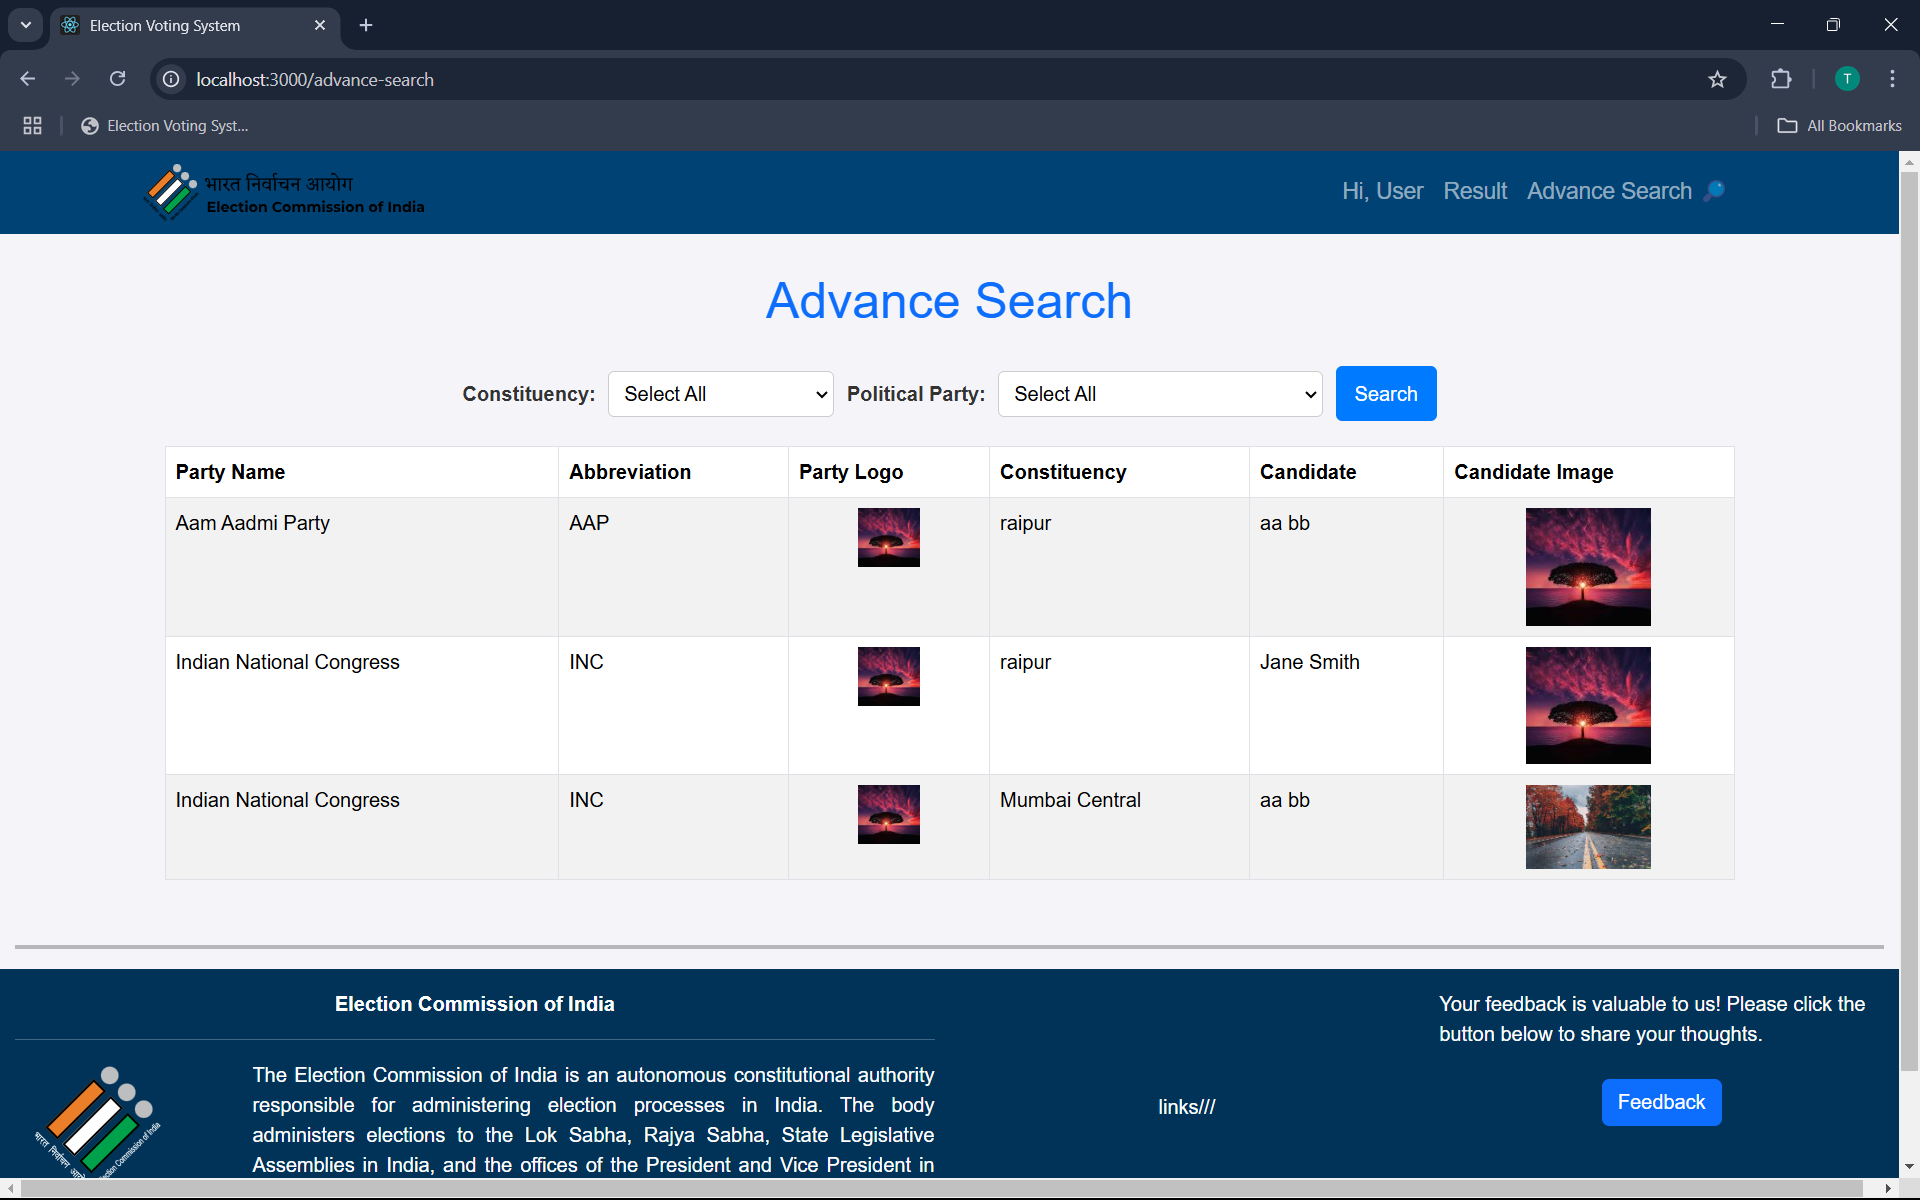 Election Voting System
localhost:3000/advance-search
T
Election Voting Syst...
All Bookmarks
भारत निर्वाचन आयोग
Election Commission of India
Hi, User Result Advance Search
Advance Search
Constituency: Select All Political Party: Select All Search
Party Name Abbreviation Party Logo Constituency Candidate Candidate Image
Aam Aadmi Party AAP raipur aa bb
Indian National Congress INC raipur Jane Smith
Indian National Congress INC Mumbai Central aa bb
Election Commission of India
The Election Commission of India is an autonomous constitutional authority
responsible for administering election processes in India. The body
administers elections to the Lok Sabha, Rajya Sabha, State Legislative
Assemblies in India, and the offices of the President and Vice President in
links///
Your feedback is valuable to us! Please click the
button below to share your thoughts.
Feedback